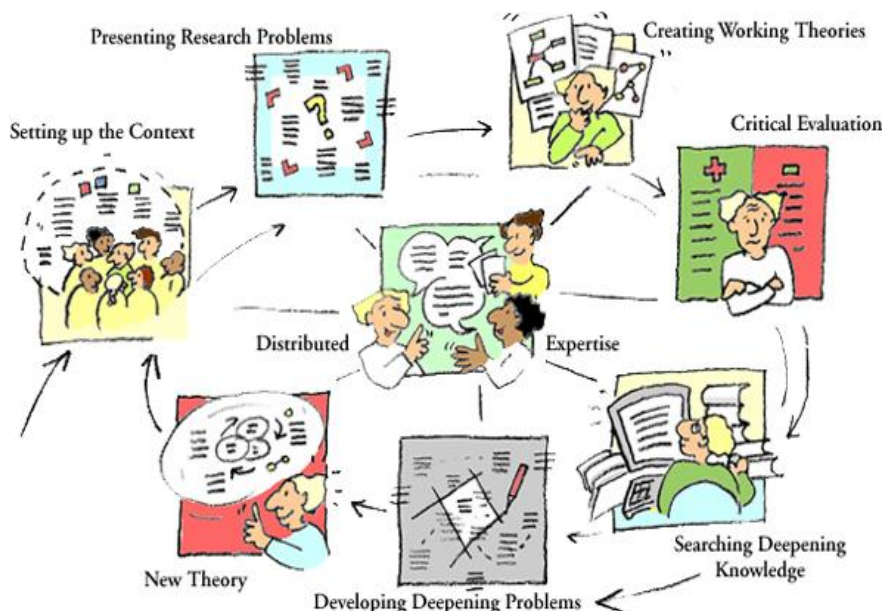 Presenting Research Problems
Creating Working Theories
Setting up the Context
Critical Evaluation
Distributed
Expertise
Searching Deepening
Knowledge
New Theory
Developing Deepening Problems